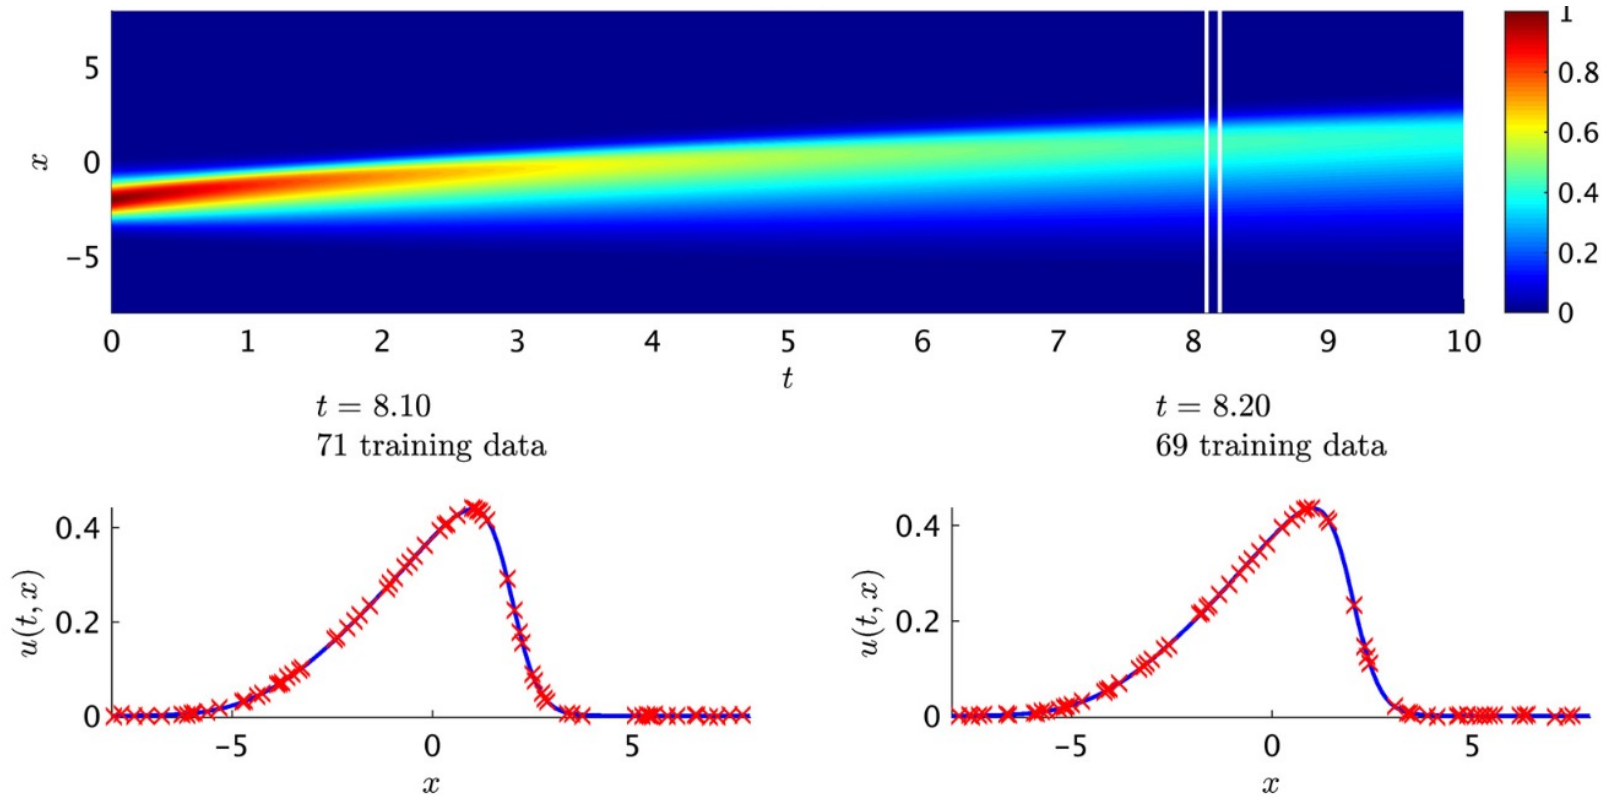 1
0.8
0.6
0.4
0.2
0
5
0
−5
x
0 1 2 3 4 5 6 7 8 9 10
t
t = 8.10
71 training data
t = 8.20
69 training data
0.4
0.2
0
u(t, x)
−5 0 5
x
0.4
0.2
0
u(t, x)
−5 0 5
x